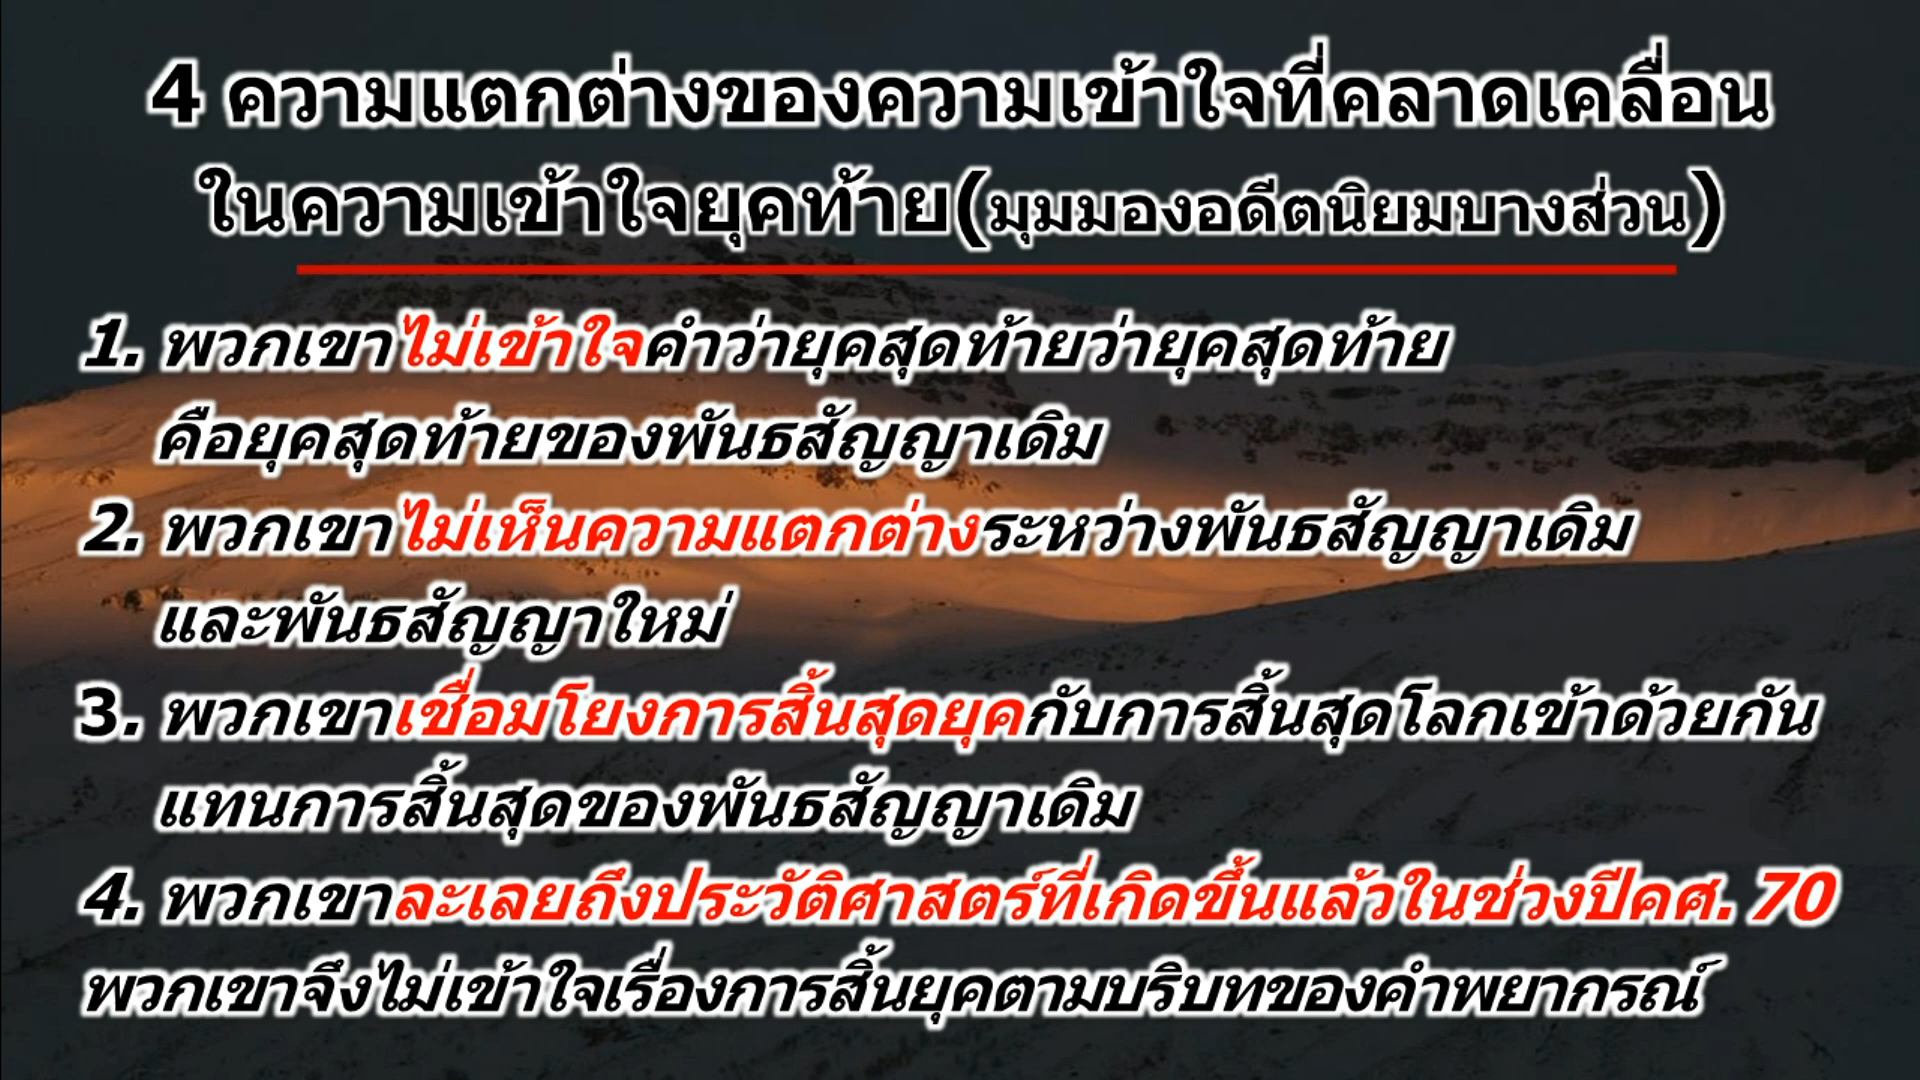 4 ความแตกต่างของความเข้าใจที่คลาดเคลื่อน
ในความเข้าใจยุคท้าย(มุมมองอดีตนิยมบางส่วน)
1. พวกเขาไม่เข้าใจคำว่ายุคสุดท้ายว่ายุคสุดท้าย
คือยุคสุดท้ายของพันธสัญญาเดิม
2. พวกเขาไม่เห็นความแตกต่างระหว่างพันธสัญญาเดิม
และพันธสัญญาใหม่
3. พวกเขาเชื่อมโยงการสิ้นสุดยุคกับการสิ้นสุดโลกเข้าด้วยกัน
แทนการสิ้นสุดของพันธสัญญาเดิม
4. พวกเขาละเลยถึงประวัติศาสตร์ที่เกิดขึ้นแล้วในช่วงปีคศ. 70
พวกเขาจึงไม่เข้าใจเรื่องการสิ้นยุคตามบริบทของคำพยากรณ์